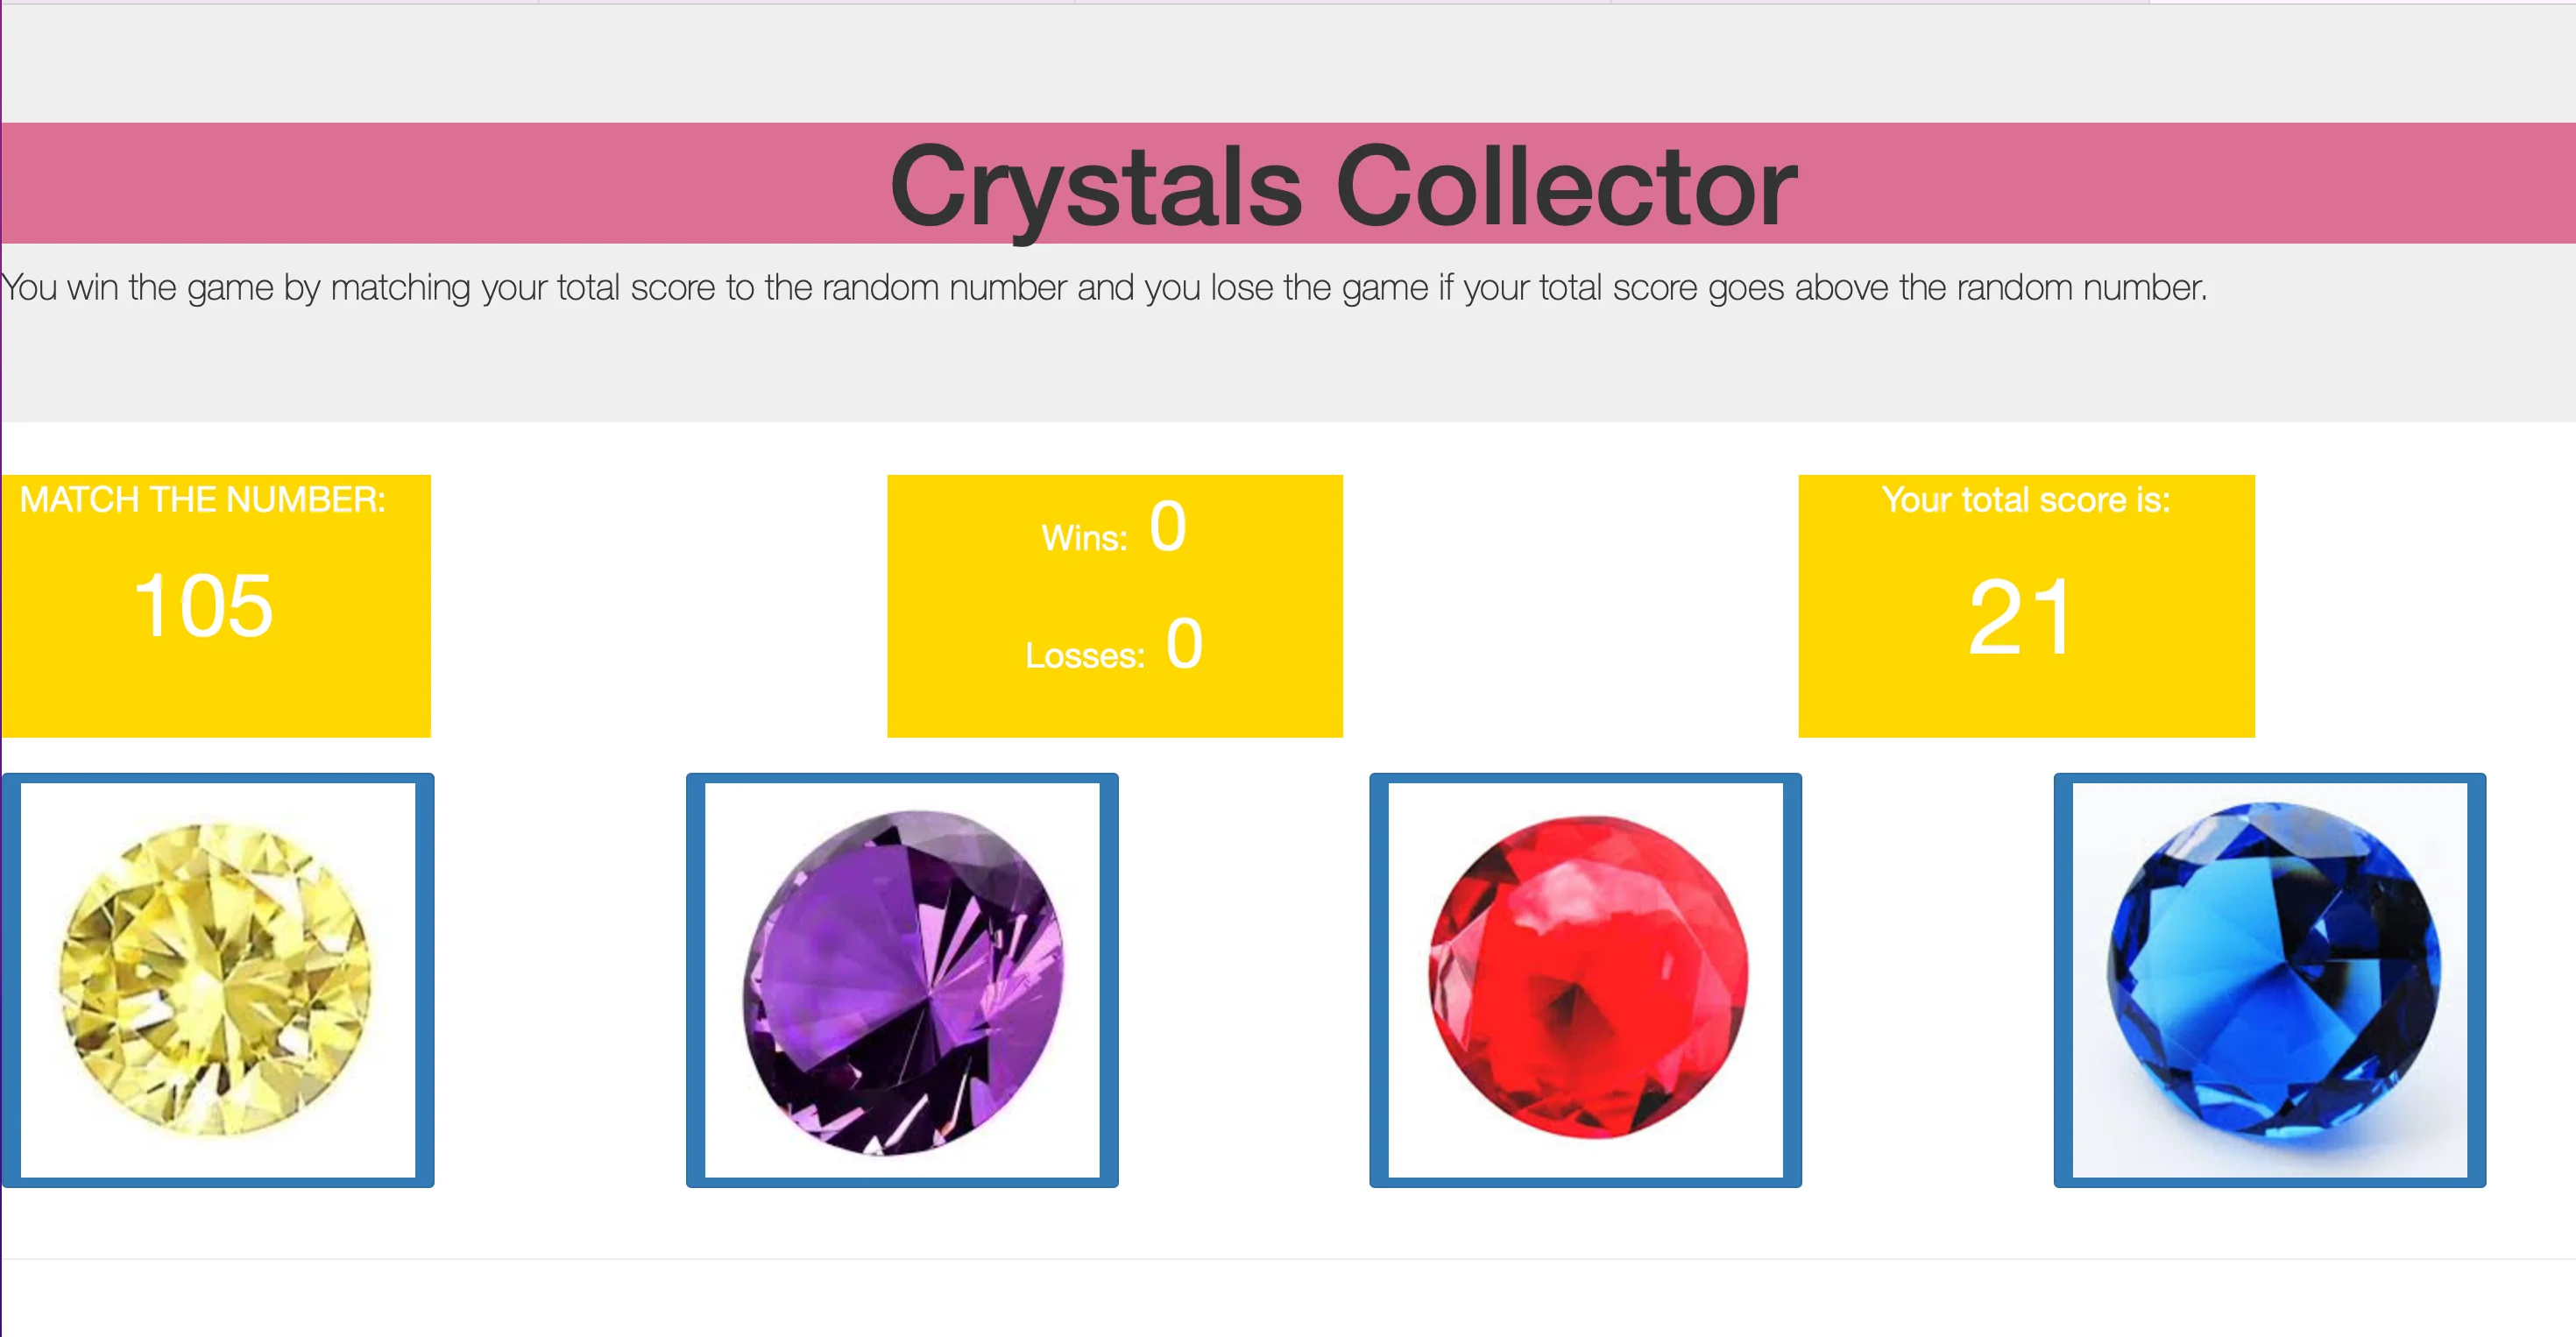 Crystals Collector
You win the game by matching your total score to the random number and you lose the game if your total score goes above the random number.
MATCH THE NUMBER:
105
Wins: 0
Losses: 0
Your total score is:
21